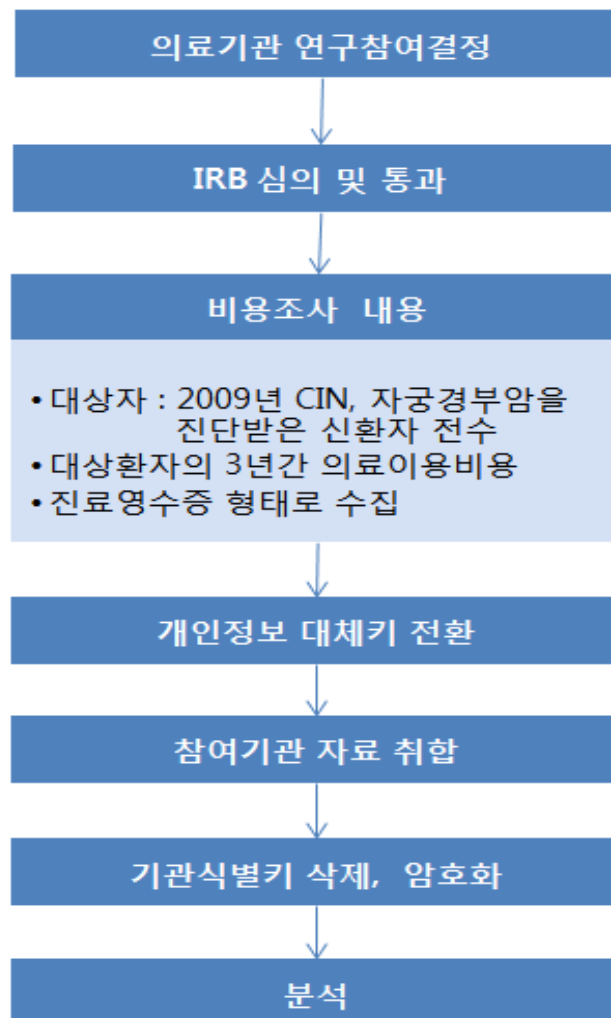 의료기관 연구참여결정
IRB 심의 및 통과
비용조사 내용
• 대상자 : 2009년 CIN, 자궁경부암을
진단받은 신환자 전수
• 대상환자의 3년간 의료이용비용
• 진료영수증 형태로 수집
개인정보 대체키 전환
참여기관 자료 취합
기관식별키 삭제, 암호화
분석